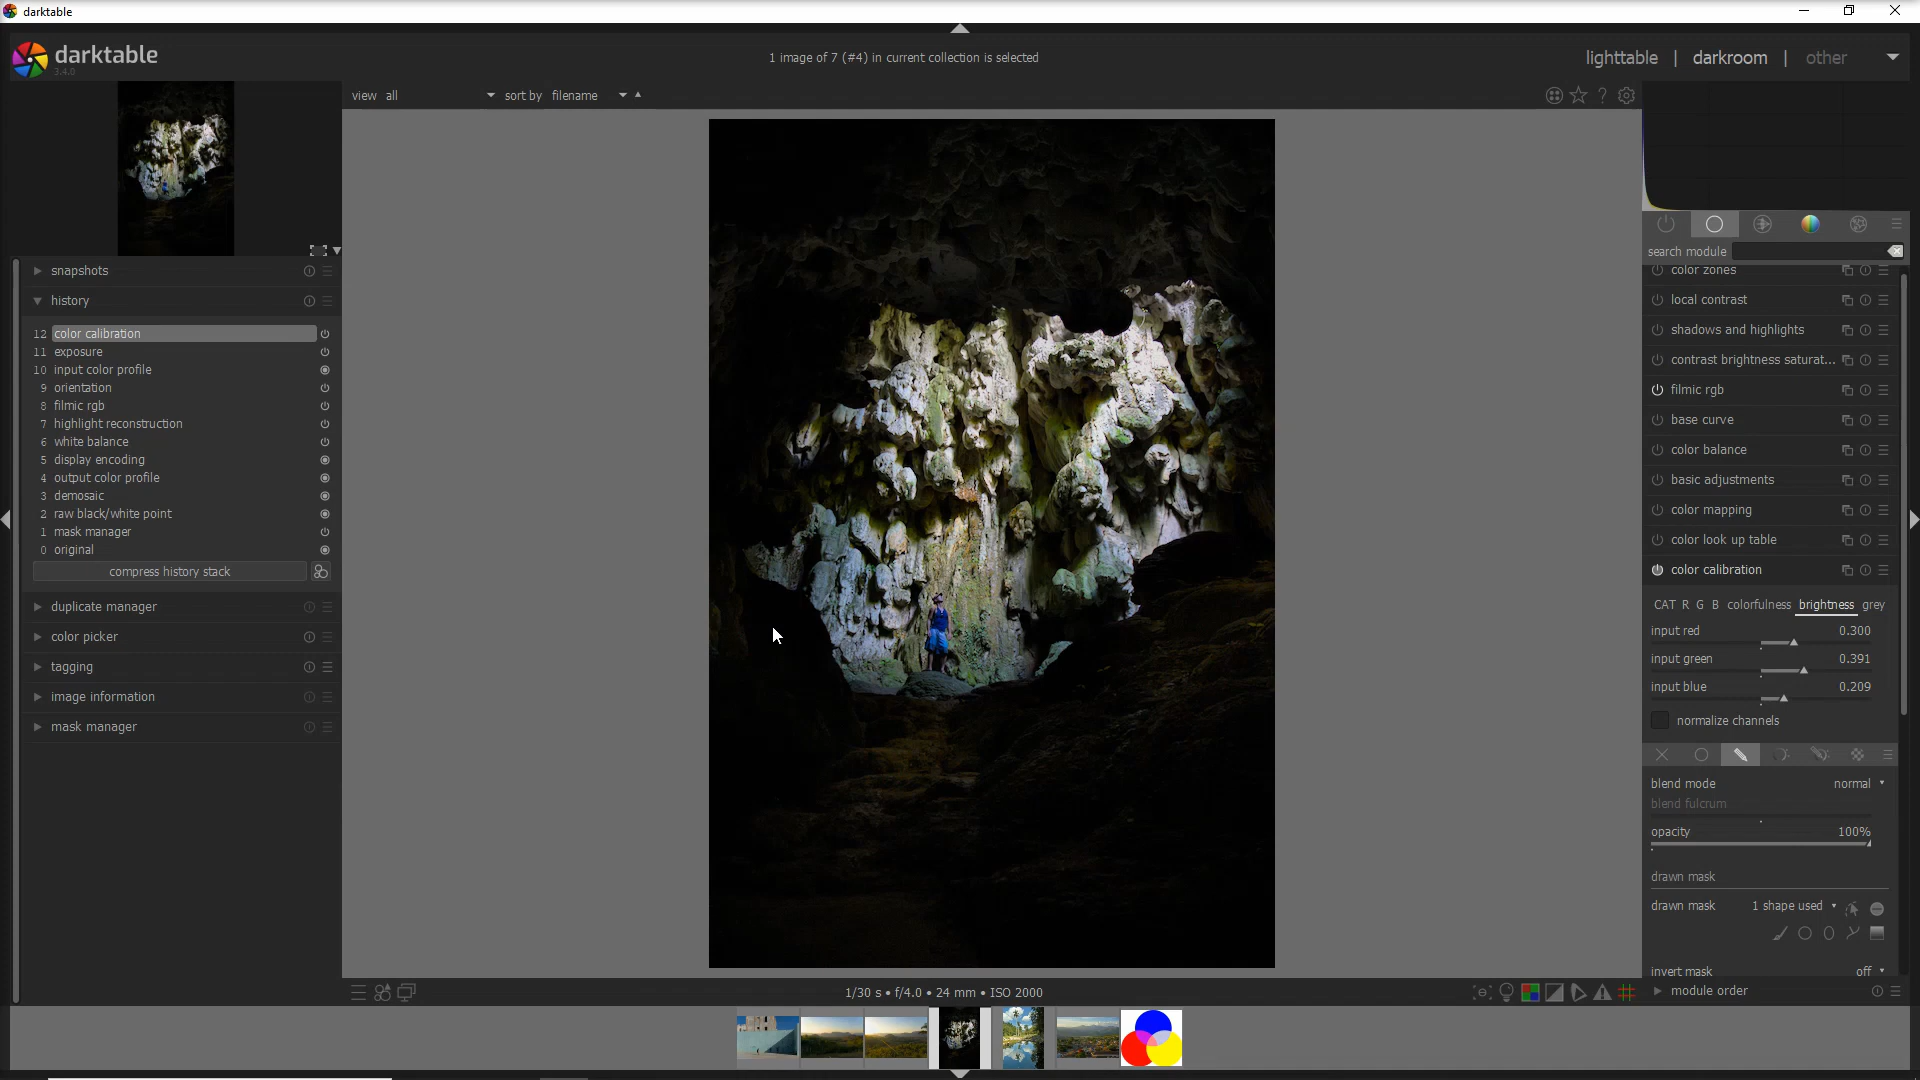 darktable
darktable
3.4.0
1 image of 7 (#4) in current collection is selected
lighttable | darkroom | other
view all sort by filename
search module
snapshots
history
12 color calibration
11 exposure
10 input color profile
9 orientation
8 filmic rgb
7 highlight reconstruction
6 white balance
5 display encoding
4 output color profile
3 demosaic
2 raw black/white point
1 mask manager
0 original
compress history stack
duplicate manager
color picker
tagging
image information
mask manager
color zones
local contrast
shadows and highlights
contrast brightness saturat...
filmic rgb
base curve
color balance
basic adjustments
color mapping
color look up table
color calibration
CAT R G B colorfulness brightness grey
input red 0.300
input green 0.391
input blue 0.209
normalize channels
blend mode normal
blend fulcrum
opacity 100%
drawn mask
drawn mask 1 shape used
invert mask off
module order
1/30 s • f/4.0 • 24 mm • ISO 2000